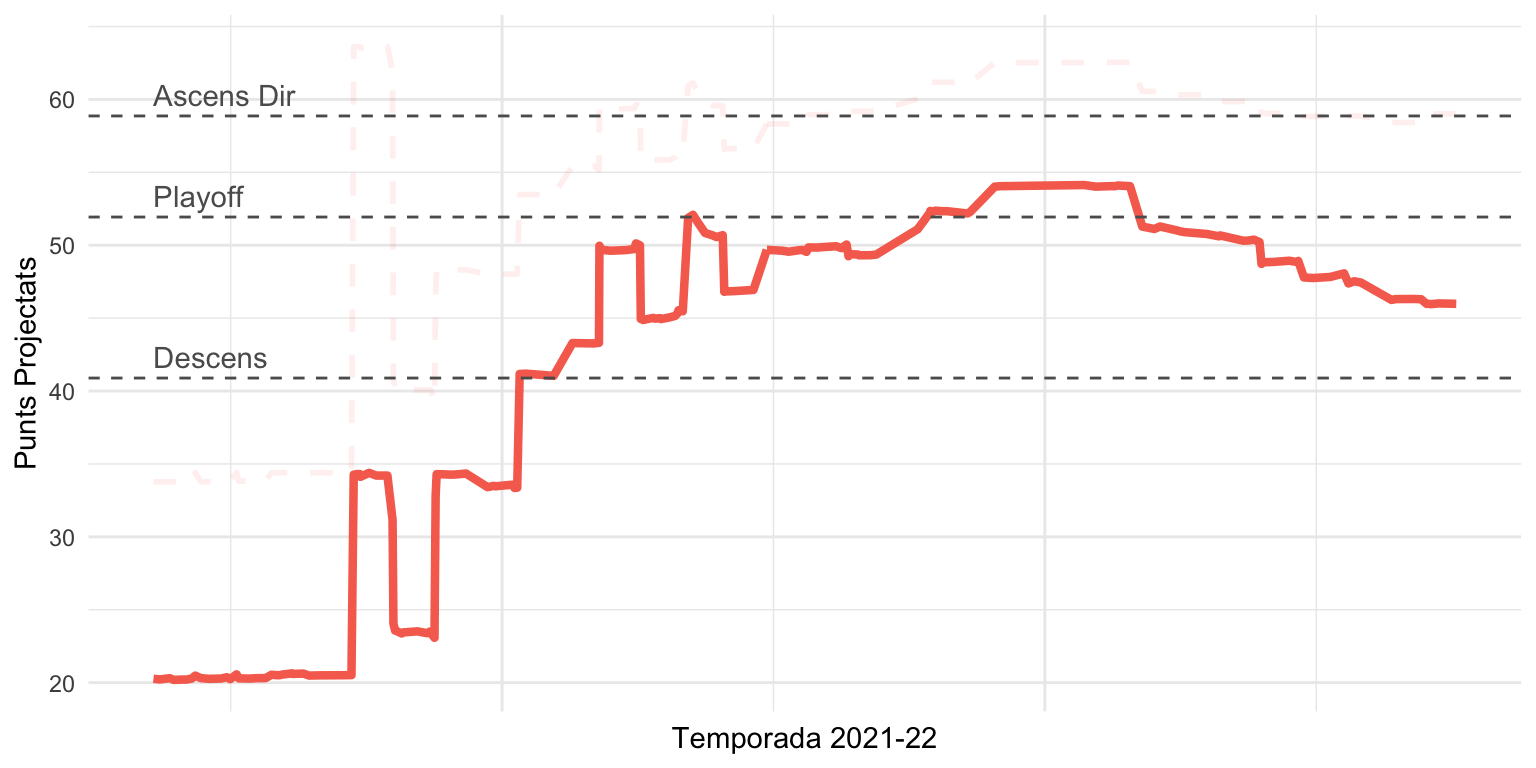 60
Ascens Dir
Playoff
50
Descens
40
30
20
Punts Projectats
Temporada 2021-22